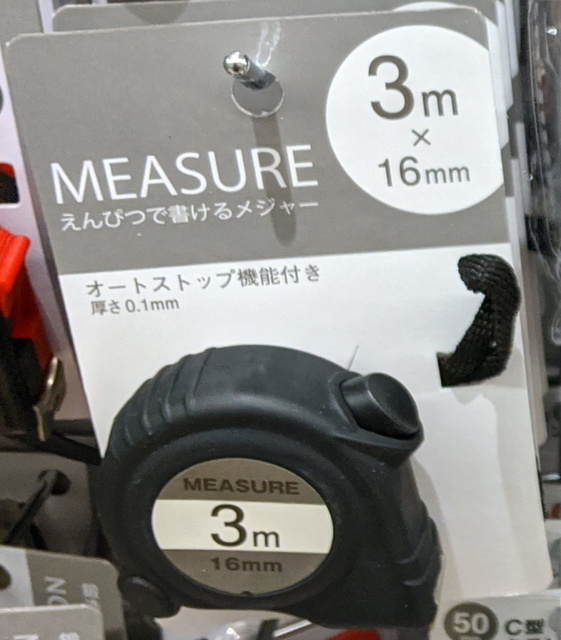 3m
×
16mm
MEASURE
えんぴつで書けるメジャー
オートストップ機能付き
厚さ0.1mm
MEASURE
3m
16mm
50
C型